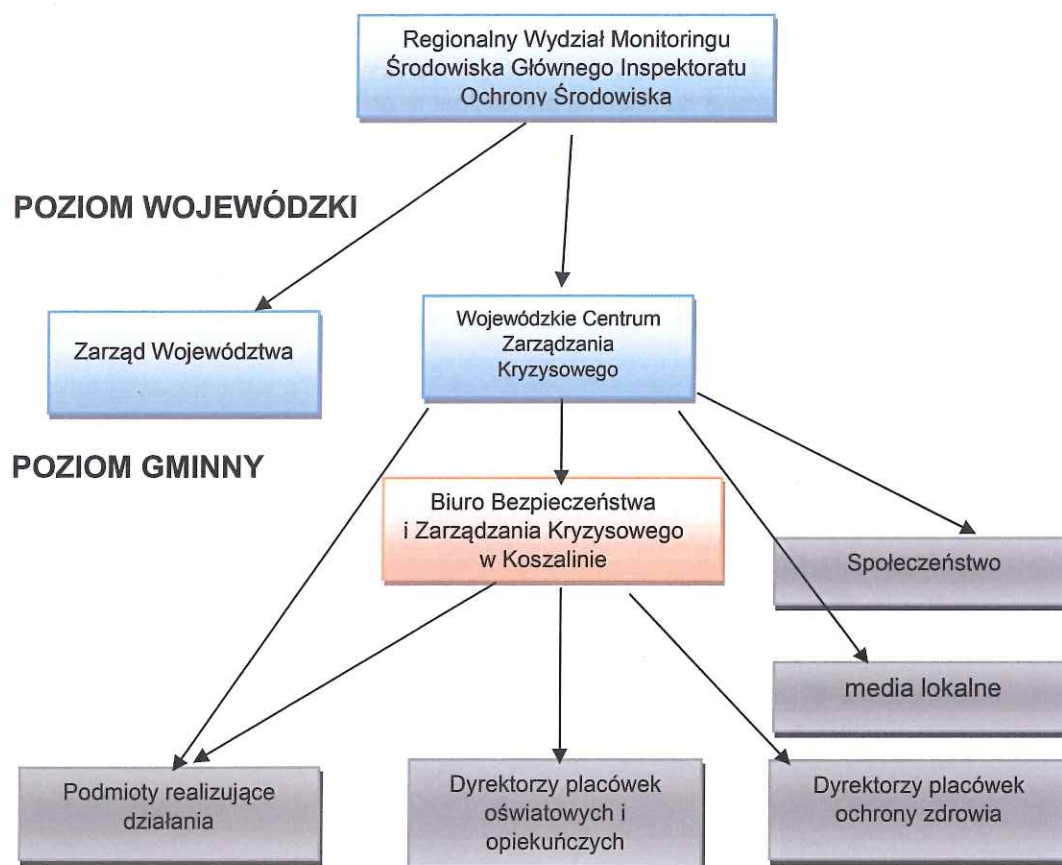 Regionalny Wydział Monitoringu
Środowiska Głównego Inspektoratu
Ochrony Środowiska
POZIOM WOJEWÓDZKI
Zarząd Województwa
Wojewódzkie Centrum
Zarządzania
Kryzysowego
POZIOM GMINNY
Biuro Bezpieczeństwa
i Zarządzania Kryzysowego
w Koszalinie
Społeczeństwo
media lokalne
Podmioty realizujące
działania
Dyrektorzy placówek
oświatowych i
opiekuńczych
Dyrektorzy placówek
ochrony zdrowia